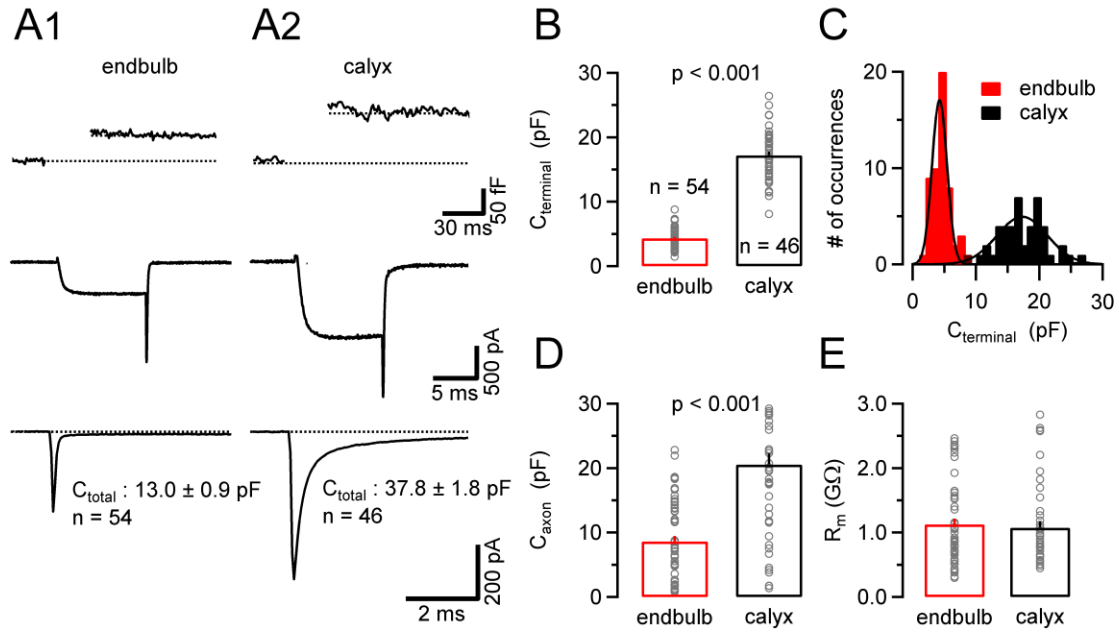 A1
A2
endbulb
calyx
50 fF
30 ms
500 pA
5 ms
C_total : 13.0 ± 0.9 pF
n = 54
C_total : 37.8 ± 1.8 pF
n = 46
200 pA
2 ms
B
C_terminal (pF)
30
20
10
0
p < 0.001
n = 54
n = 46
endbulb
calyx
C
# of occurrences
20
10
0
endbulb
calyx
0
10
20
30
C_terminal (pF)
D
C_axon (pF)
30
20
10
0
p < 0.001
endbulb
calyx
E
R_m (GΩ)
3.0
2.0
1.0
0.0
endbulb
calyx